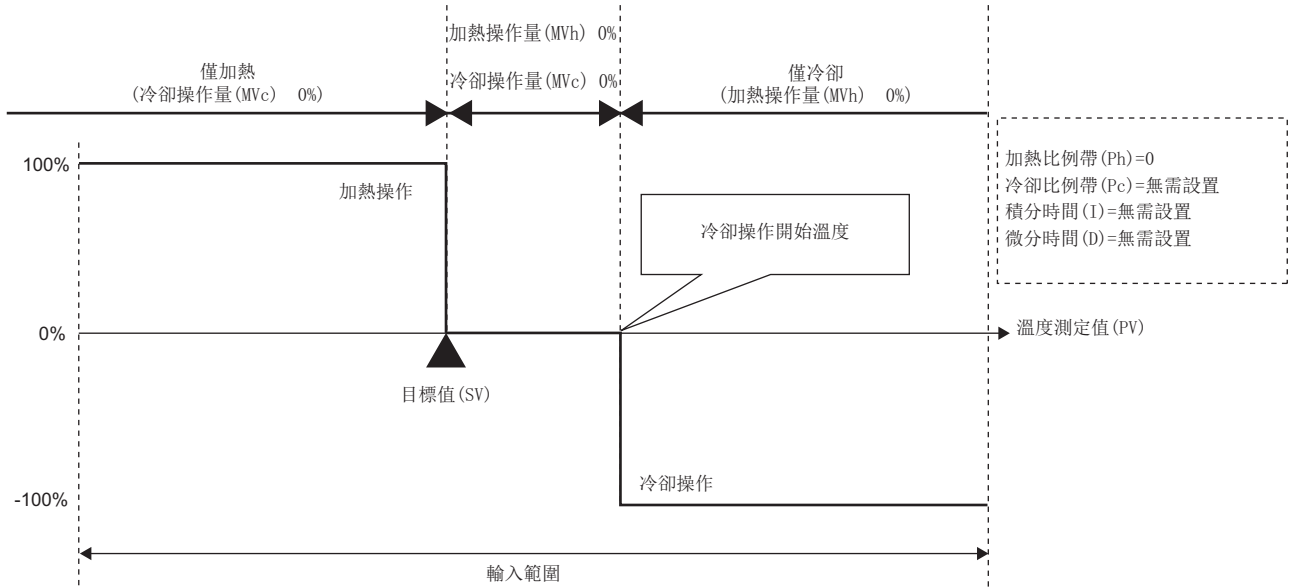 加熱操作量(MVh) 0%
冷卻操作量(MVc) 0%
僅加熱
(冷卻操作量(MVc) 0%)
僅冷卻
(加熱操作量(MVh) 0%)
加熱比例帶(Ph)=0
冷卻比例帶(Pc)=無需設置
積分時間(I)=無需設置
微分時間(D)=無需設置
100%
加熱操作
冷卻操作開始溫度
0%
溫度測定值(PV)
目標值(SV)
-100%
冷卻操作
輸入範圍